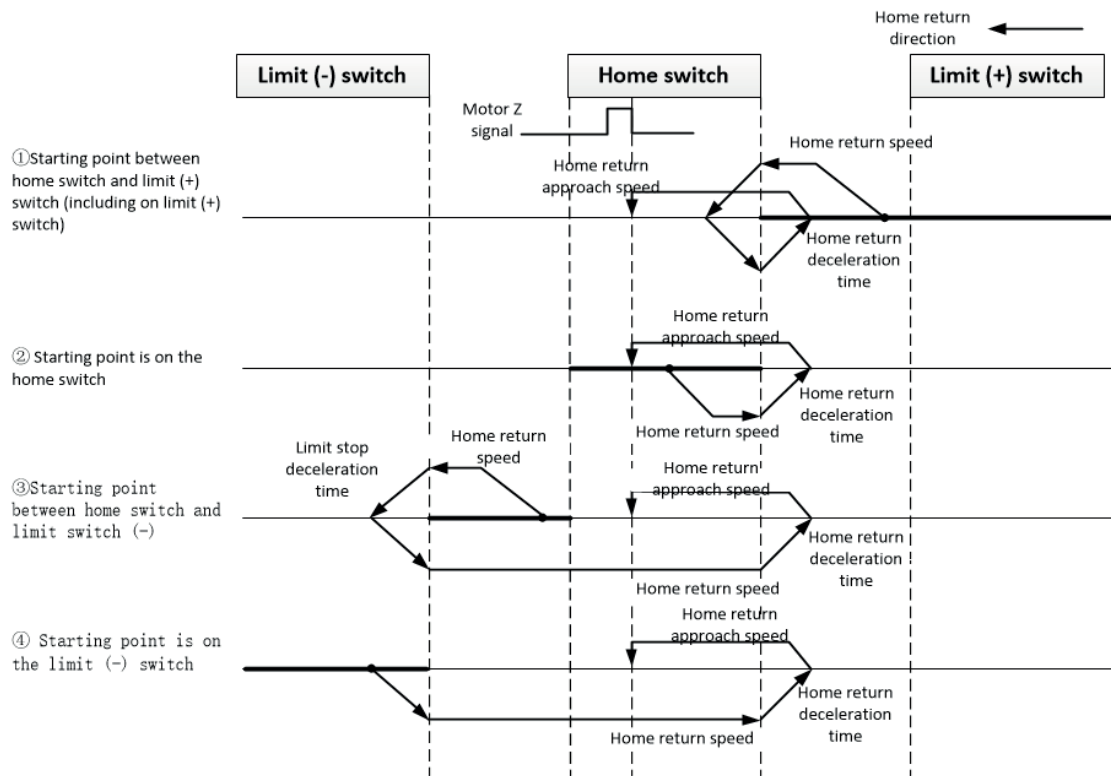 Home return
direction
Limit (-) switch
Home switch
Limit (+) switch
Motor Z
signal
①Starting point between
home switch and limit (+)
switch (including on limit (+)
switch)
Home return speed
Home return
approach speed
Home return
deceleration
time
② Starting point is on the
home switch
Home return
approach speed
Home return
deceleration
time
Home return speed
③Starting point
between home switch and
limit switch (-)
Limit stop
deceleration
time
Home return
speed
Home return
approach speed
Home return
deceleration
time
Home return speed
④ Starting point is on
the limit (-) switch
Home return
approach speed
Home return
deceleration
time
Home return speed